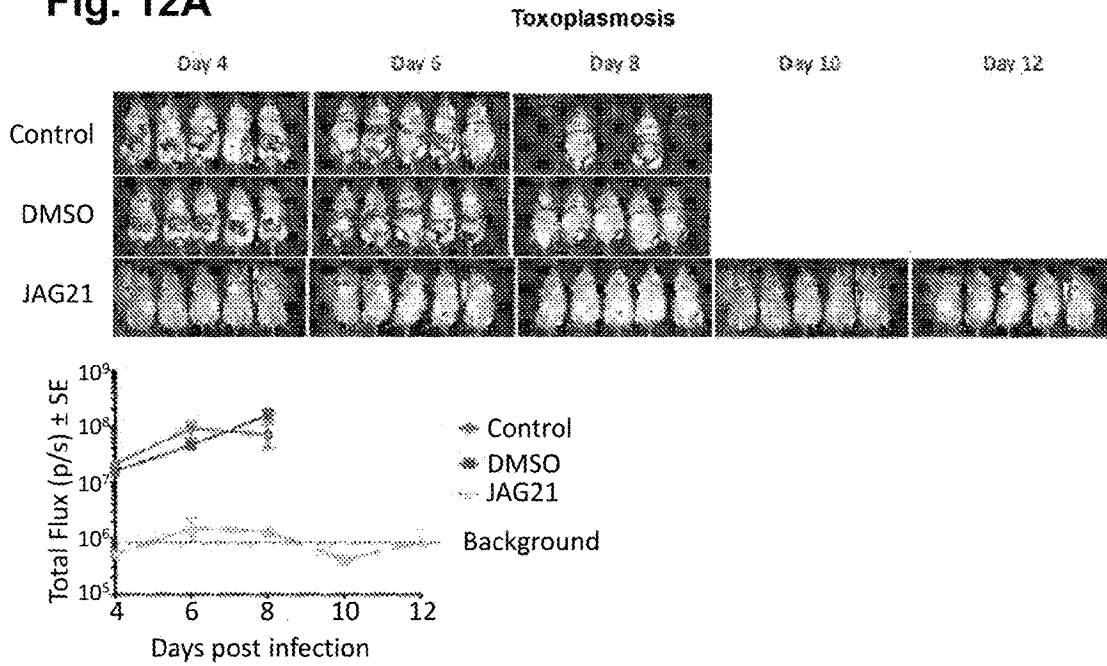 Fig. 12A
Toxoplasmosis
Day 4 Day 6 Day 8 Day 10 Day 12
Control
DMSO
JAG21
Total Flux (p/s) ± SE
10⁹
10⁸
10⁷
10⁶
10⁵
4 6 8 10 12
Days post infection
Control
DMSO
JAG21
Background